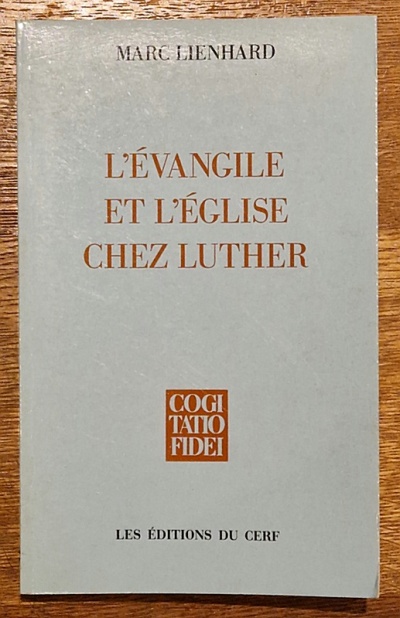 MARC LIENHARD
L'ÉVANGILE
ET L'ÉGLISE
CHEZ LUTHER
COGI
TATIO
FIDEI
LES ÉDITIONS DU CERF